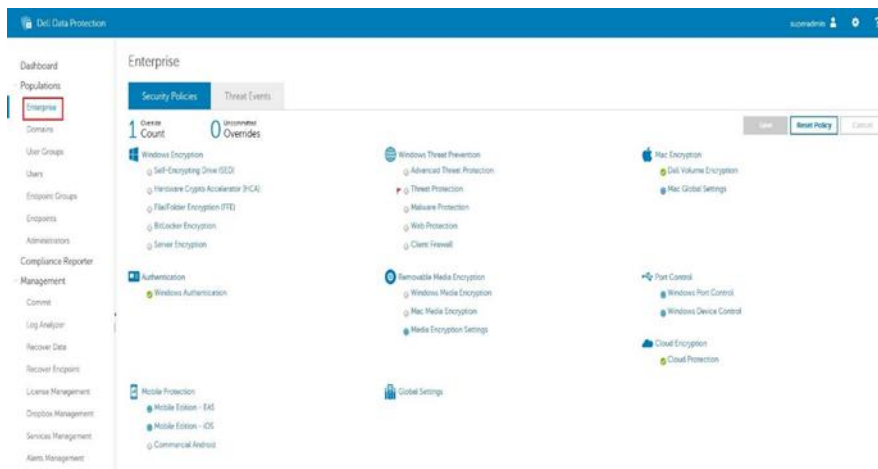 Dell Data Protection
superadmin
?
Dashboard
Populations
Enterprise
Domains
User Groups
Users
Endpoint Groups
Endpoints
Administrators
Compliance Reporter
Management
Commit
Log Analyzer
Recover Data
Recover Endpoint
License Management
Dropbox Management
Services Management
Alerts Management
Enterprise
Security Policies
Threat Events
1 Override Count
0 Uncommitted Overrides
Save
Reset Policy
Cancel
Windows Encryption
Self-Encrypting Drive (SED)
Hardware Crypto Accelerator (HCA)
File/Folder Encryption (FFE)
BitLocker Encryption
Server Encryption
Windows Threat Prevention
Advanced Threat Protection
Threat Protection
Malware Protection
Web Protection
Client Firewall
Mac Encryption
Dell Volume Encryption
Mac Global Settings
Authentication
Windows Authentication
Removable Media Encryption
Windows Media Encryption
Mac Media Encryption
Media Encryption Settings
Port Control
Windows Port Control
Windows Device Control
Cloud Encryption
Cloud Protection
Mobile Protection
Mobile Edition - EAS
Mobile Edition - iOS
Commercial Android
Global Settings